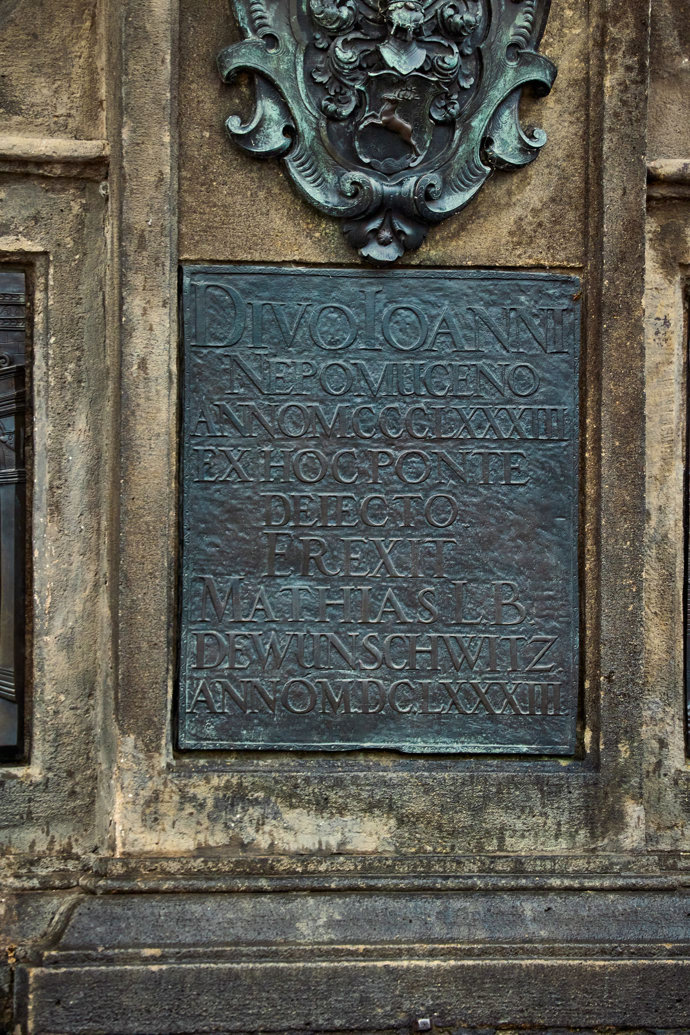 DIVO IOANNI
NEPOMUCENO
ANNO MCCCLXXXIII
EX HOC PONTE
DEIECTO
EREXIT
MATHIAS L.B.
DE WUNSCHWITZ
ANNO MDCLXXXIII